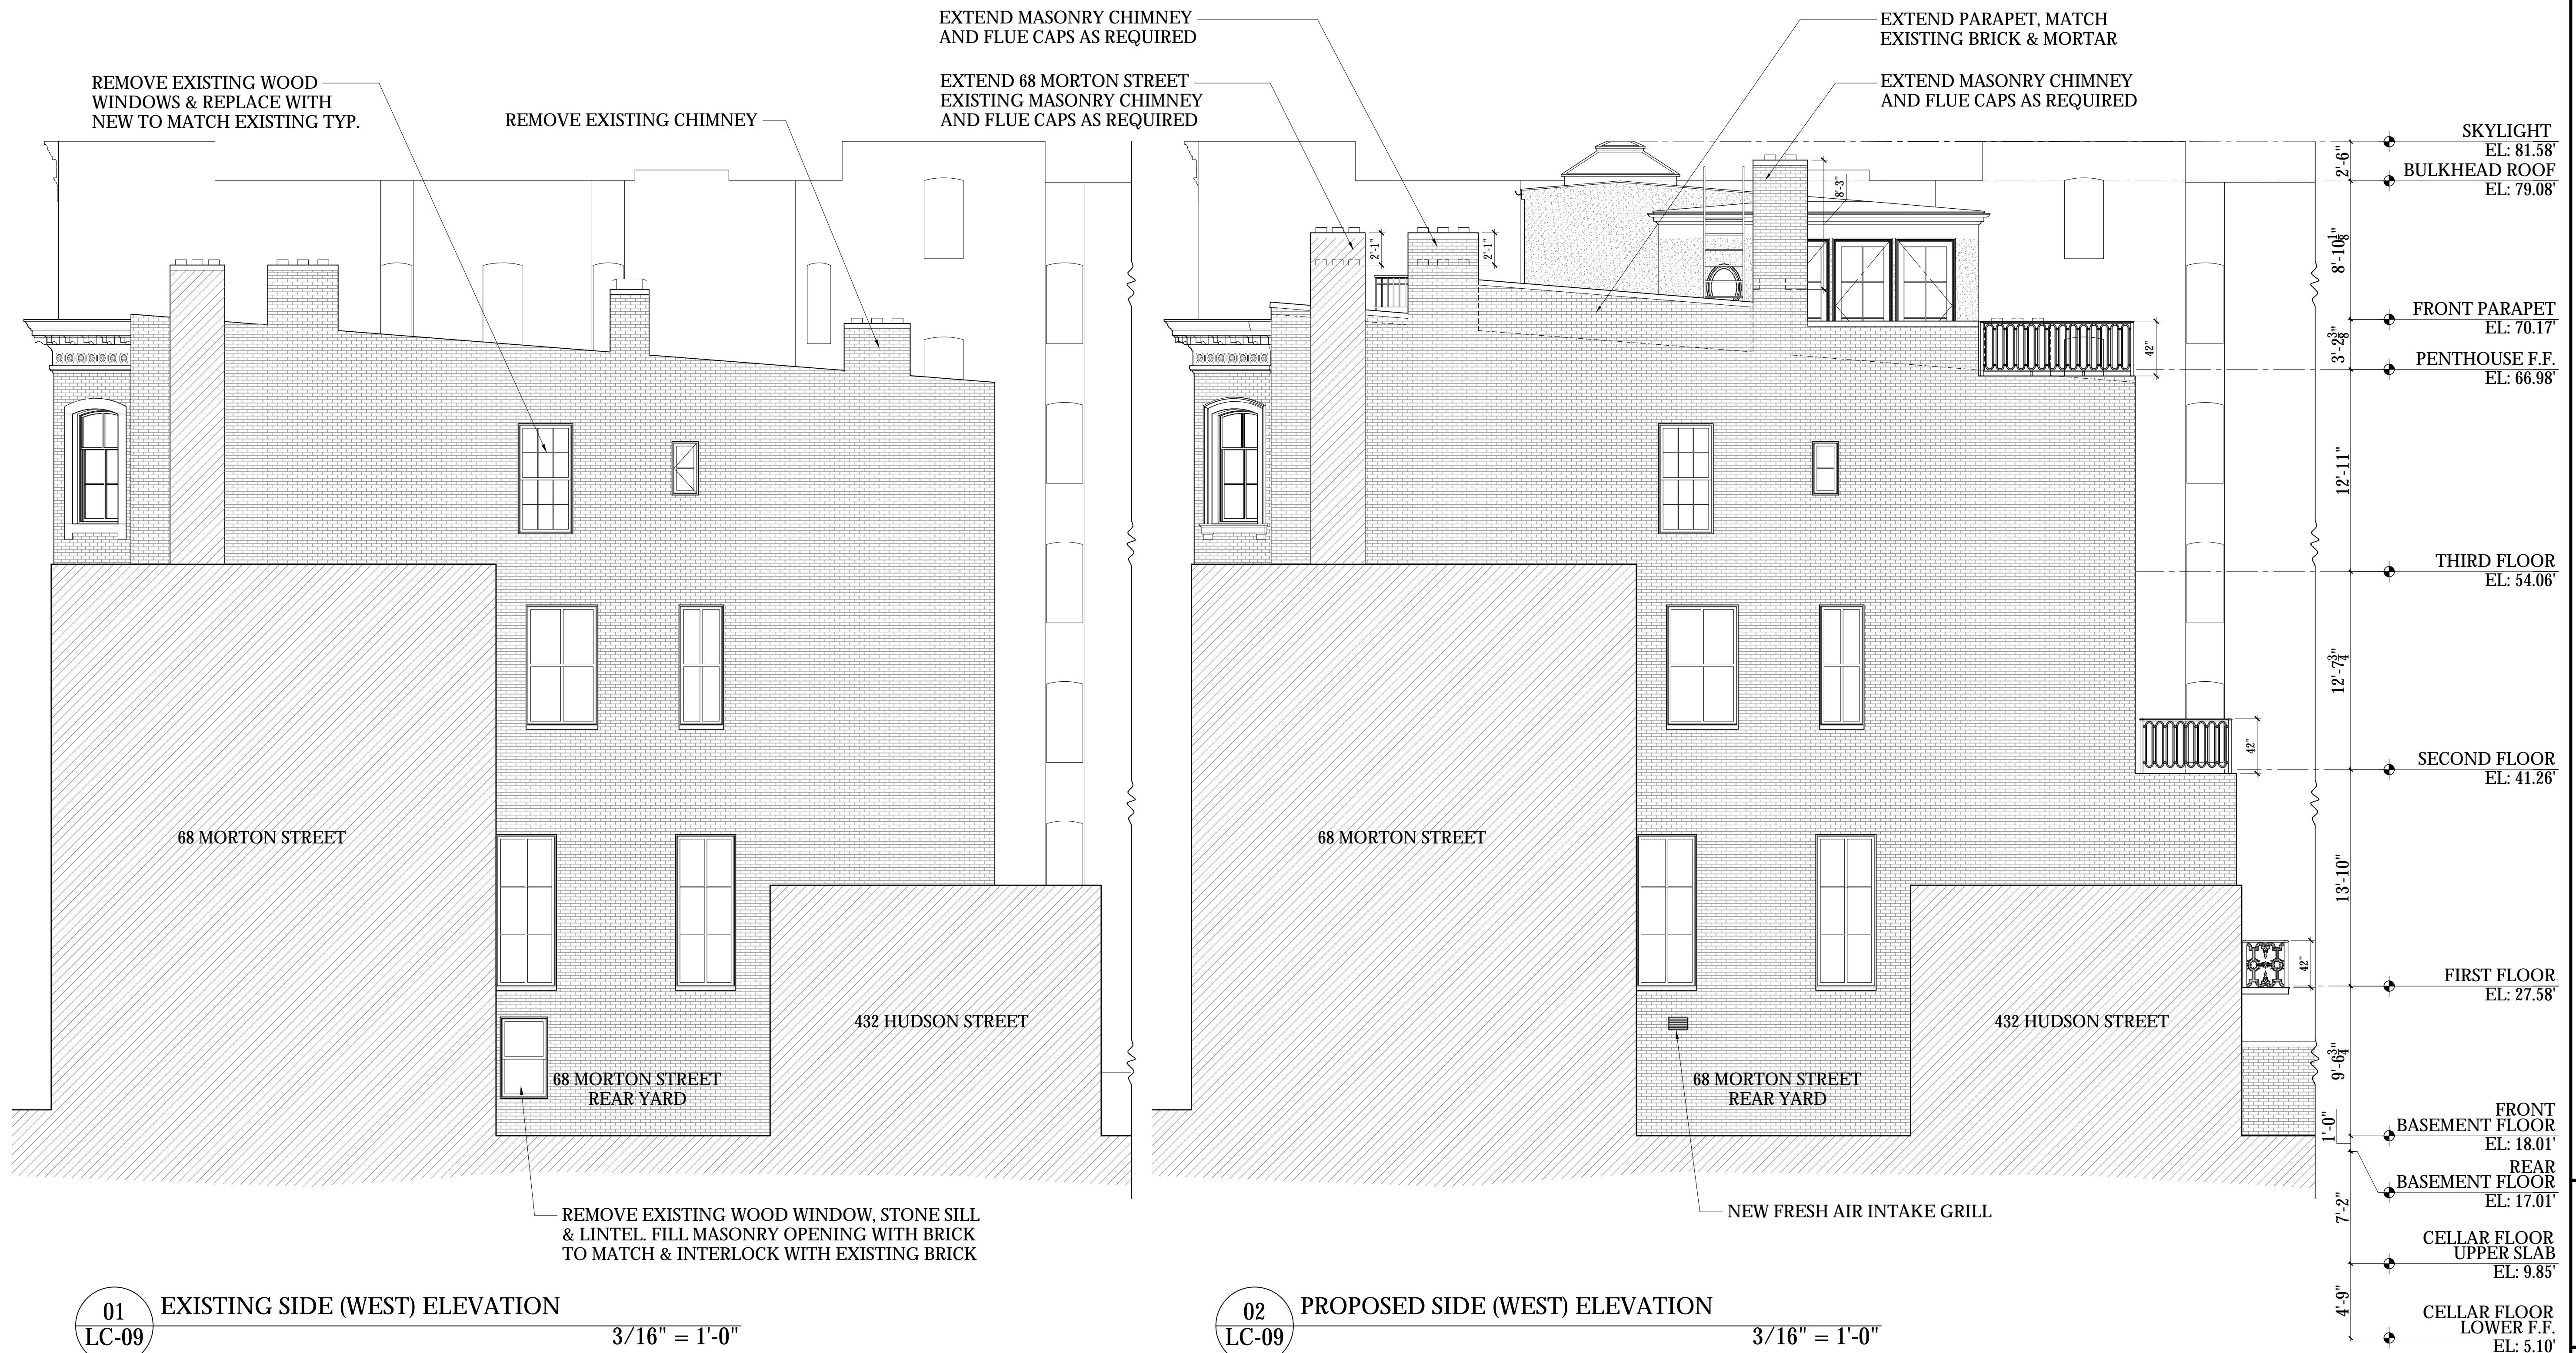 EXTEND MASONRY CHIMNEY
AND FLUE CAPS AS REQUIRED
EXTEND PARAPET, MATCH
EXISTING BRICK & MORTAR
REMOVE EXISTING WOOD
WINDOWS & REPLACE WITH
NEW TO MATCH EXISTING TYP.
REMOVE EXISTING CHIMNEY
EXTEND 68 MORTON STREET
EXISTING MASONRY CHIMNEY
AND FLUE CAPS AS REQUIRED
EXTEND MASONRY CHIMNEY
AND FLUE CAPS AS REQUIRED
68 MORTON STREET
432 HUDSON STREET
68 MORTON STREET
REAR YARD
REMOVE EXISTING WOOD WINDOW, STONE SILL
& LINTEL. FILL MASONRY OPENING WITH BRICK
TO MATCH & INTERLOCK WITH EXISTING BRICK
01
LC-09
EXISTING SIDE (WEST) ELEVATION
3/16" = 1'-0"
2'-1"
2'-1"
8'-3"
42"
42"
42"
68 MORTON STREET
432 HUDSON STREET
68 MORTON STREET
REAR YARD
NEW FRESH AIR INTAKE GRILL
02
LC-09
PROPOSED SIDE (WEST) ELEVATION
3/16" = 1'-0"
SKYLIGHT
EL: 81.58'
2'-6"
BULKHEAD ROOF
EL: 79.08'
8'-10 1/8"
FRONT PARAPET
EL: 70.17'
3'-2 3/8"
PENTHOUSE F.F.
EL: 66.98'
12'-11"
THIRD FLOOR
EL: 54.06'
12'-7 3/4"
SECOND FLOOR
EL: 41.26'
13'-10"
FIRST FLOOR
EL: 27.58'
9'-6 3/4"
FRONT
BASEMENT FLOOR
EL: 18.01'
1'-0"
REAR
BASEMENT FLOOR
EL: 17.01'
7'-2"
CELLAR FLOOR
UPPER SLAB
EL: 9.85'
4'-9"
CELLAR FLOOR
LOWER F.F.
EL: 5.10'